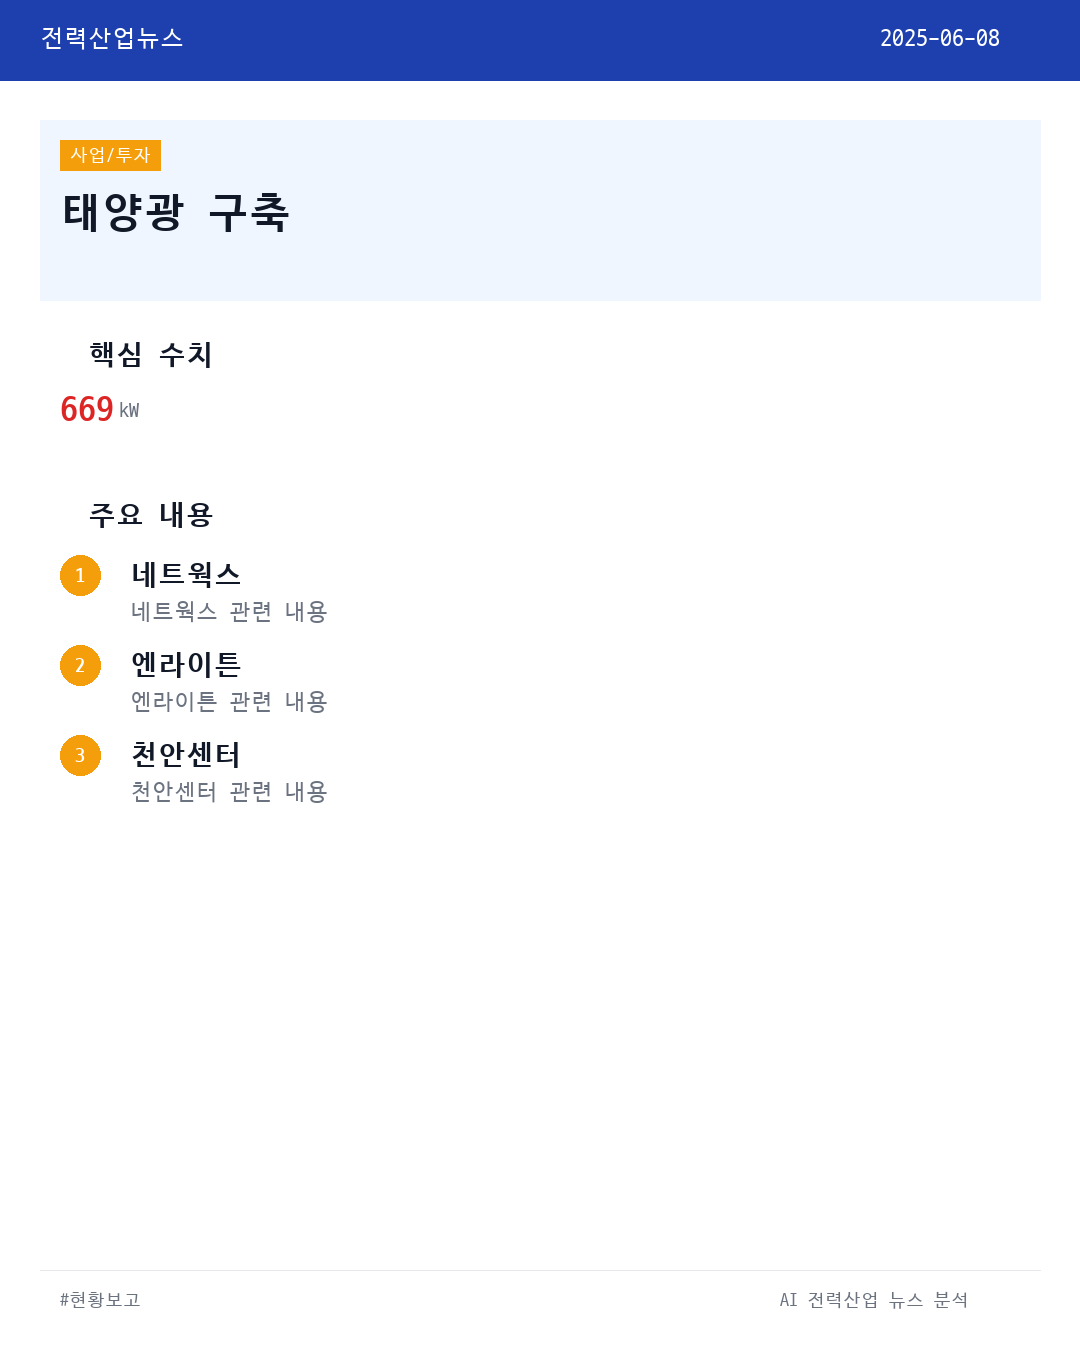 전력산업뉴스
2025-06-08
사업/투자
태양광 구축
핵심 수치
669 kW
주요 내용
1 네트웍스
네트웍스 관련 내용
2 엔라이튼
엔라이튼 관련 내용
3 천안센터
천안센터 관련 내용
#현황보고
AI 전력산업 뉴스 분석